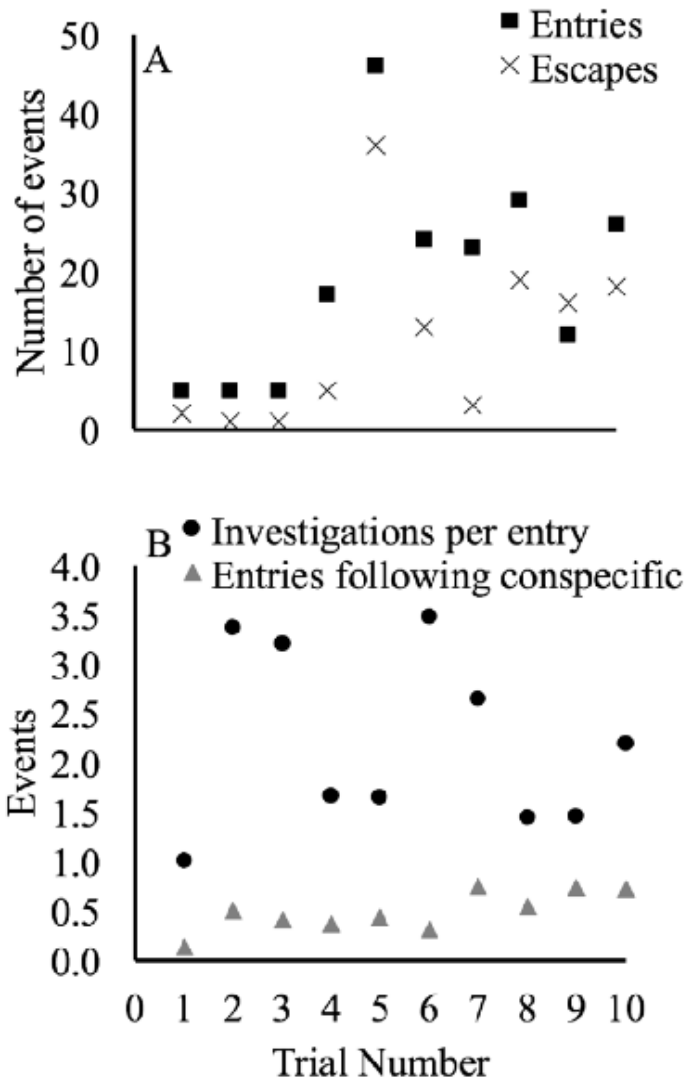 A
Entries
Escapes
50
40
30
20
10
0
Number of events
B
Investigations per entry
Entries following conspecific
4.0
3.5
3.0
2.5
2.0
1.5
1.0
0.5
0.0
Events
0 1 2 3 4 5 6 7 8 9 10
Trial Number